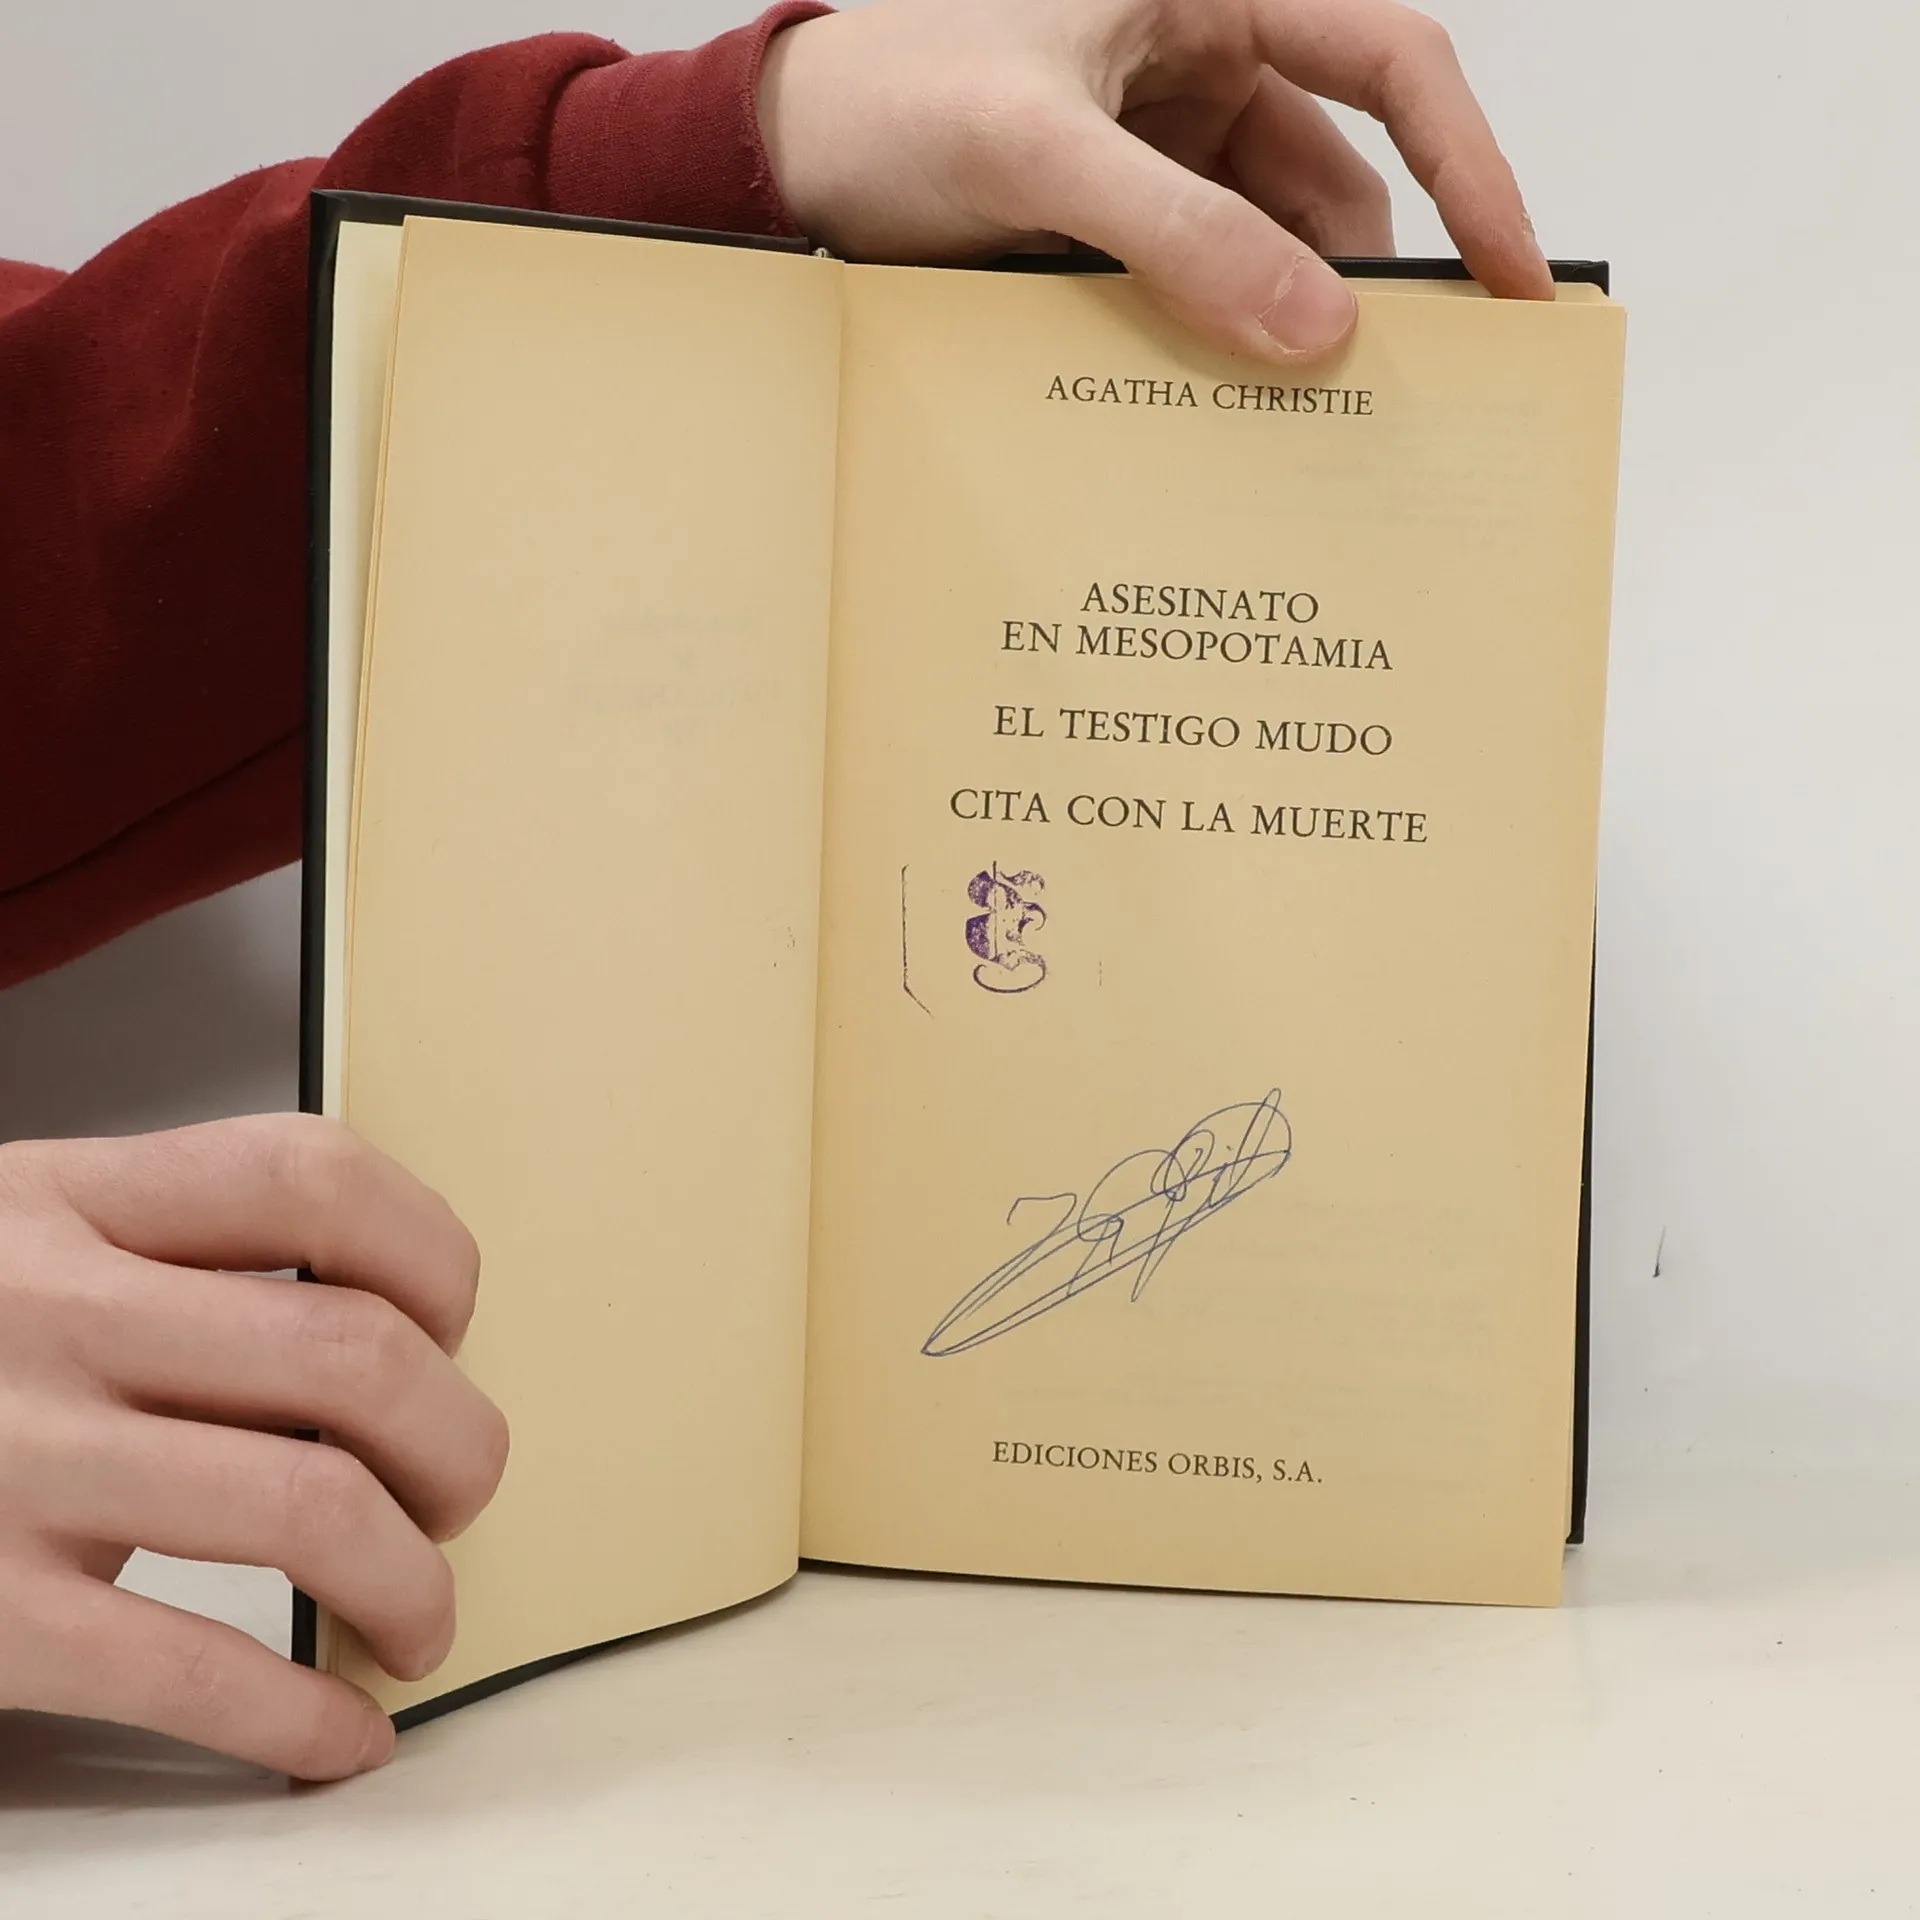 AGATHA CHRISTIE
ASESINATO
EN MESOPOTAMIA
EL TESTIGO MUDO
CITA CON LA MUERTE
EDICIONES ORBIS, S.A.